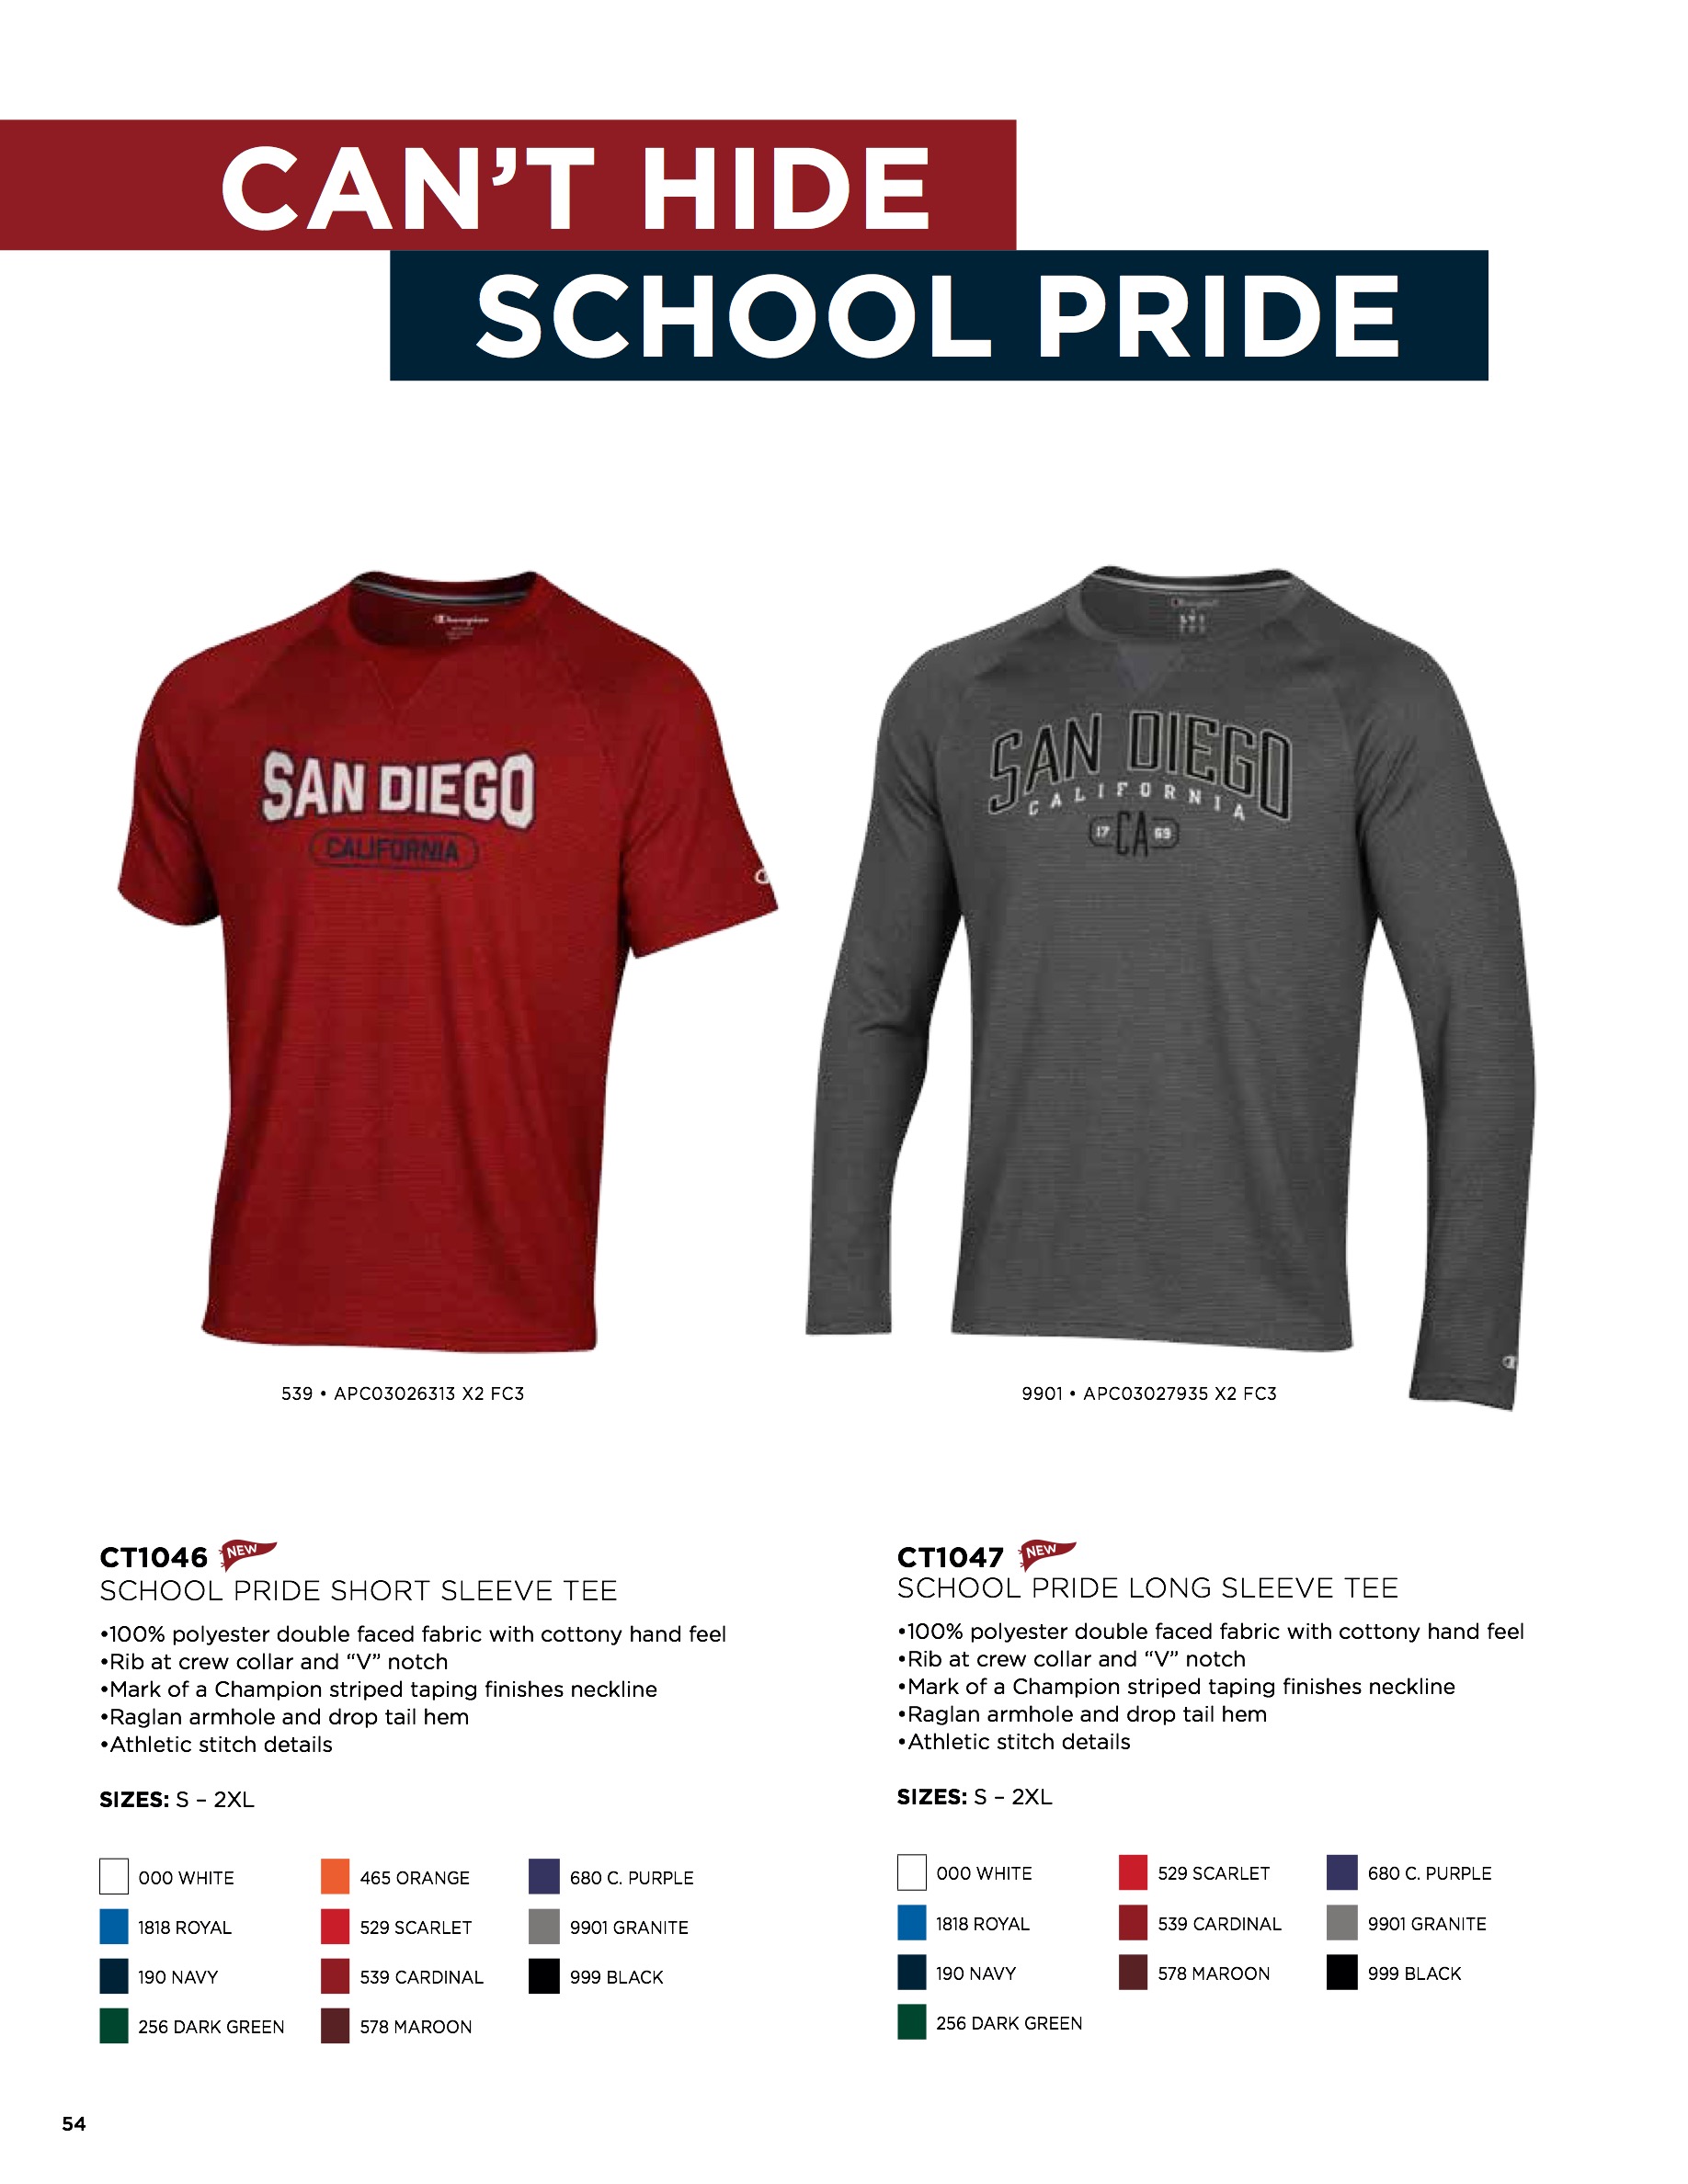 CAN’T HIDE
SCHOOL PRIDE
Champion
SAN DIEGO
CALIFORNIA
539 • APC03026313 X2 FC3
Champion
SAN DIEGO
CALIFORNIA
17 CA 69
9901 • APC03027935 X2 FC3
CT1046 NEW
SCHOOL PRIDE SHORT SLEEVE TEE
•100% polyester double faced fabric with cottony hand feel
•Rib at crew collar and “V” notch
•Mark of a Champion striped taping finishes neckline
•Raglan armhole and drop tail hem
•Athletic stitch details
SIZES: S – 2XL
000 WHITE
1818 ROYAL
190 NAVY
256 DARK GREEN
465 ORANGE
529 SCARLET
539 CARDINAL
578 MAROON
680 C. PURPLE
9901 GRANITE
999 BLACK
CT1047 NEW
SCHOOL PRIDE LONG SLEEVE TEE
•100% polyester double faced fabric with cottony hand feel
•Rib at crew collar and “V” notch
•Mark of a Champion striped taping finishes neckline
•Raglan armhole and drop tail hem
•Athletic stitch details
SIZES: S – 2XL
000 WHITE
1818 ROYAL
190 NAVY
256 DARK GREEN
529 SCARLET
539 CARDINAL
578 MAROON
680 C. PURPLE
9901 GRANITE
999 BLACK
54